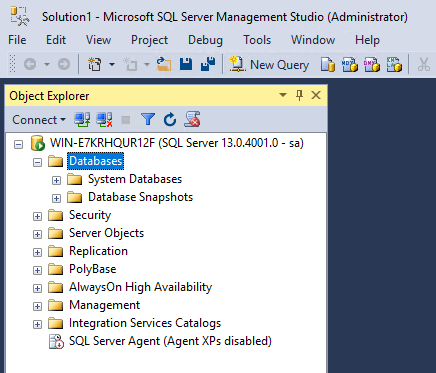 Solution1 - Microsoft SQL Server Management Studio (Administrator)
File Edit View Project Debug Tools Window Help
New Query
Object Explorer
Connect
WIN-E7KRHQUR12F (SQL Server 13.0.4001.0 - sa)
Databases
System Databases
Database Snapshots
Security
Server Objects
Replication
PolyBase
AlwaysOn High Availability
Management
Integration Services Catalogs
SQL Server Agent (Agent XPs disabled)